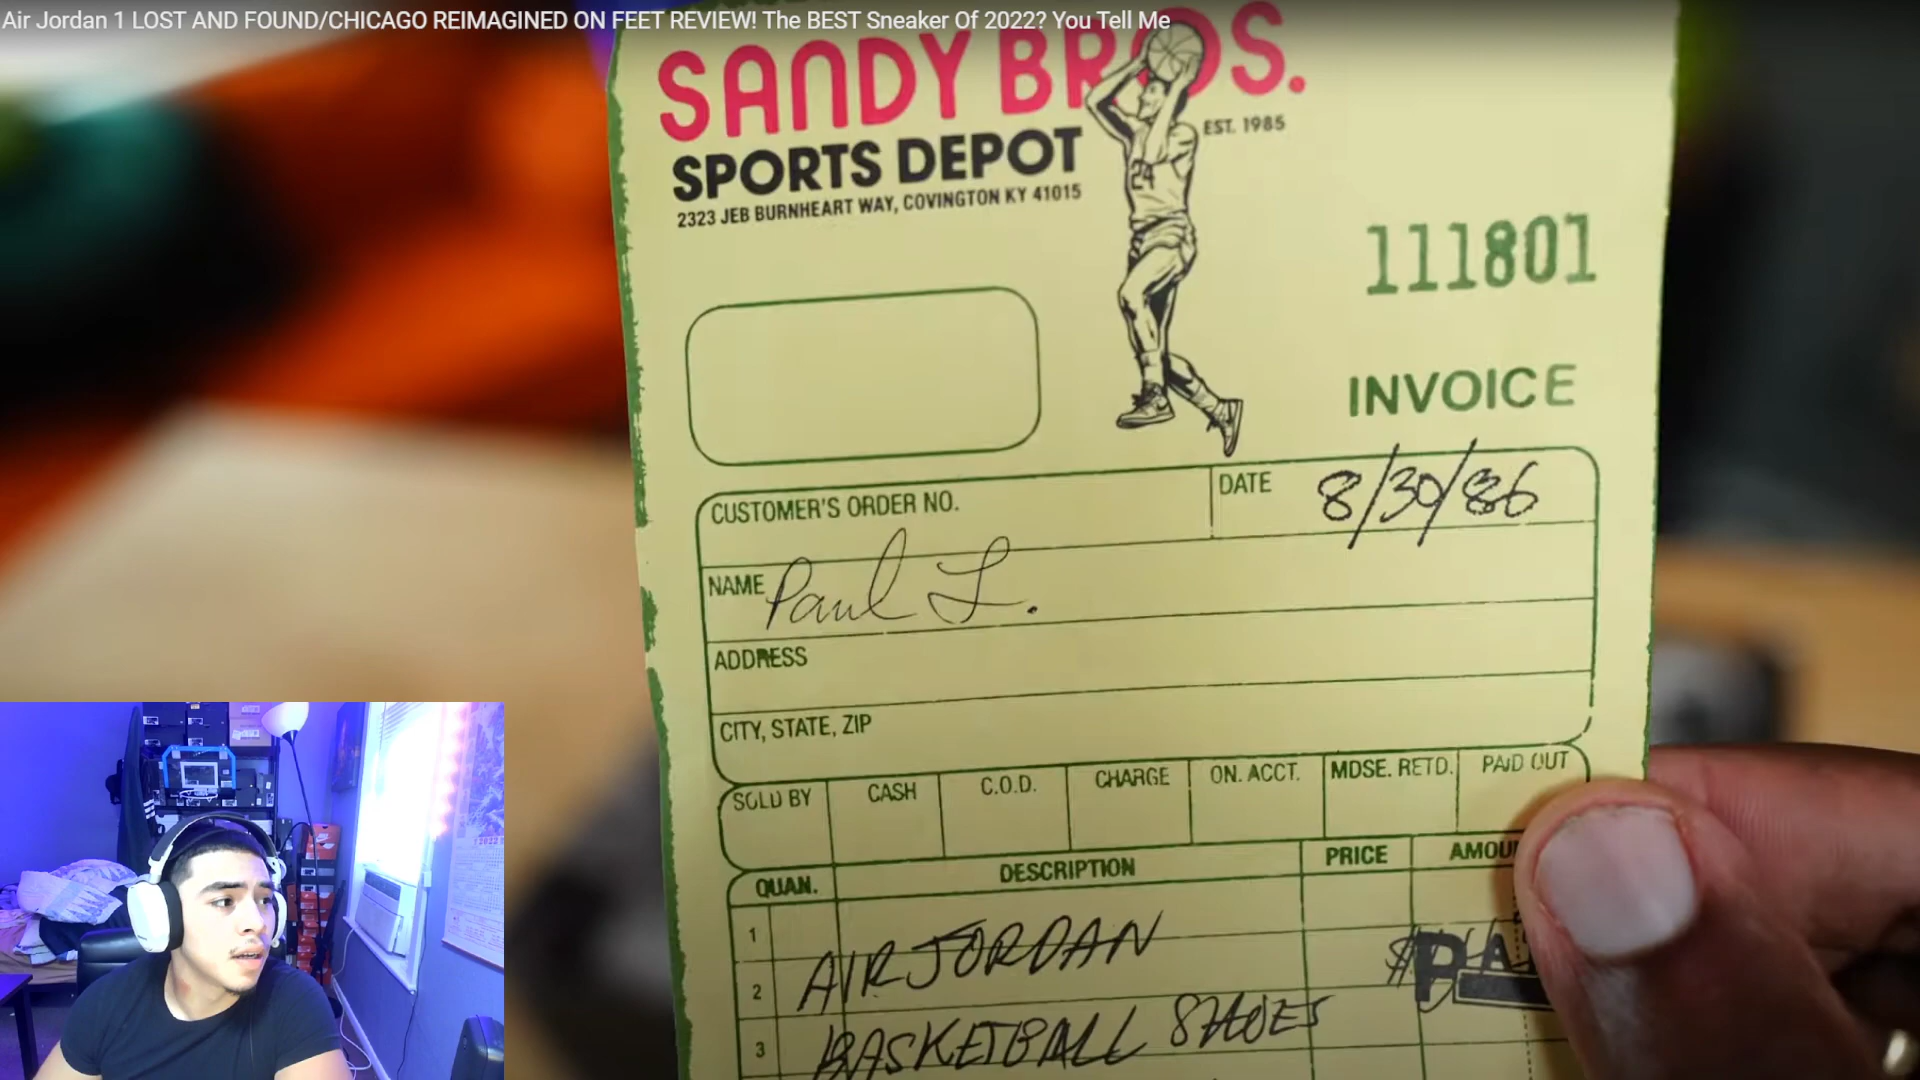 Air Jordan 1 LOST AND FOUND/CHICAGO REIMAGINED ON FEET REVIEW! The BEST Sneaker Of 2022? You Tell Me
SANDY BROS.
EST. 1985
SPORTS DEPOT
2323 JEB BURNHEART WAY, COVINGTON KY 41015
24
111801
INVOICE
CUSTOMER'S ORDER NO.
DATE 8/30/86
NAME Paul L.
ADDRESS
CITY, STATE, ZIP
SOLD BY CASH C.O.D. CHARGE ON. ACCT. MDSE. RETD. PAID OUT
QUAN. DESCRIPTION PRICE
1
2 AIR JORDAN
3 BASKETBALL SHOES
2022